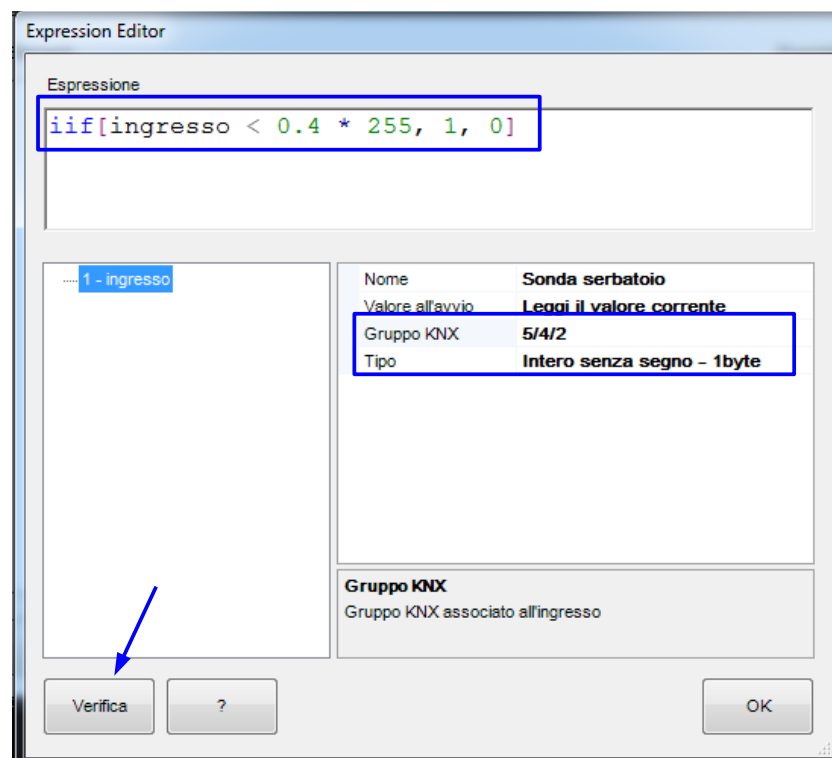 Expression Editor
Espressione
iif[ingresso < 0.4 * 255, 1, 0]
1 - ingresso
Nome Sonda serbatoio
Valore all'avvio Leggi il valore corrente
Gruppo KNX 5/4/2
Tipo Intero senza segno – 1byte
Gruppo KNX
Gruppo KNX associato all'ingresso
Verifica ? OK